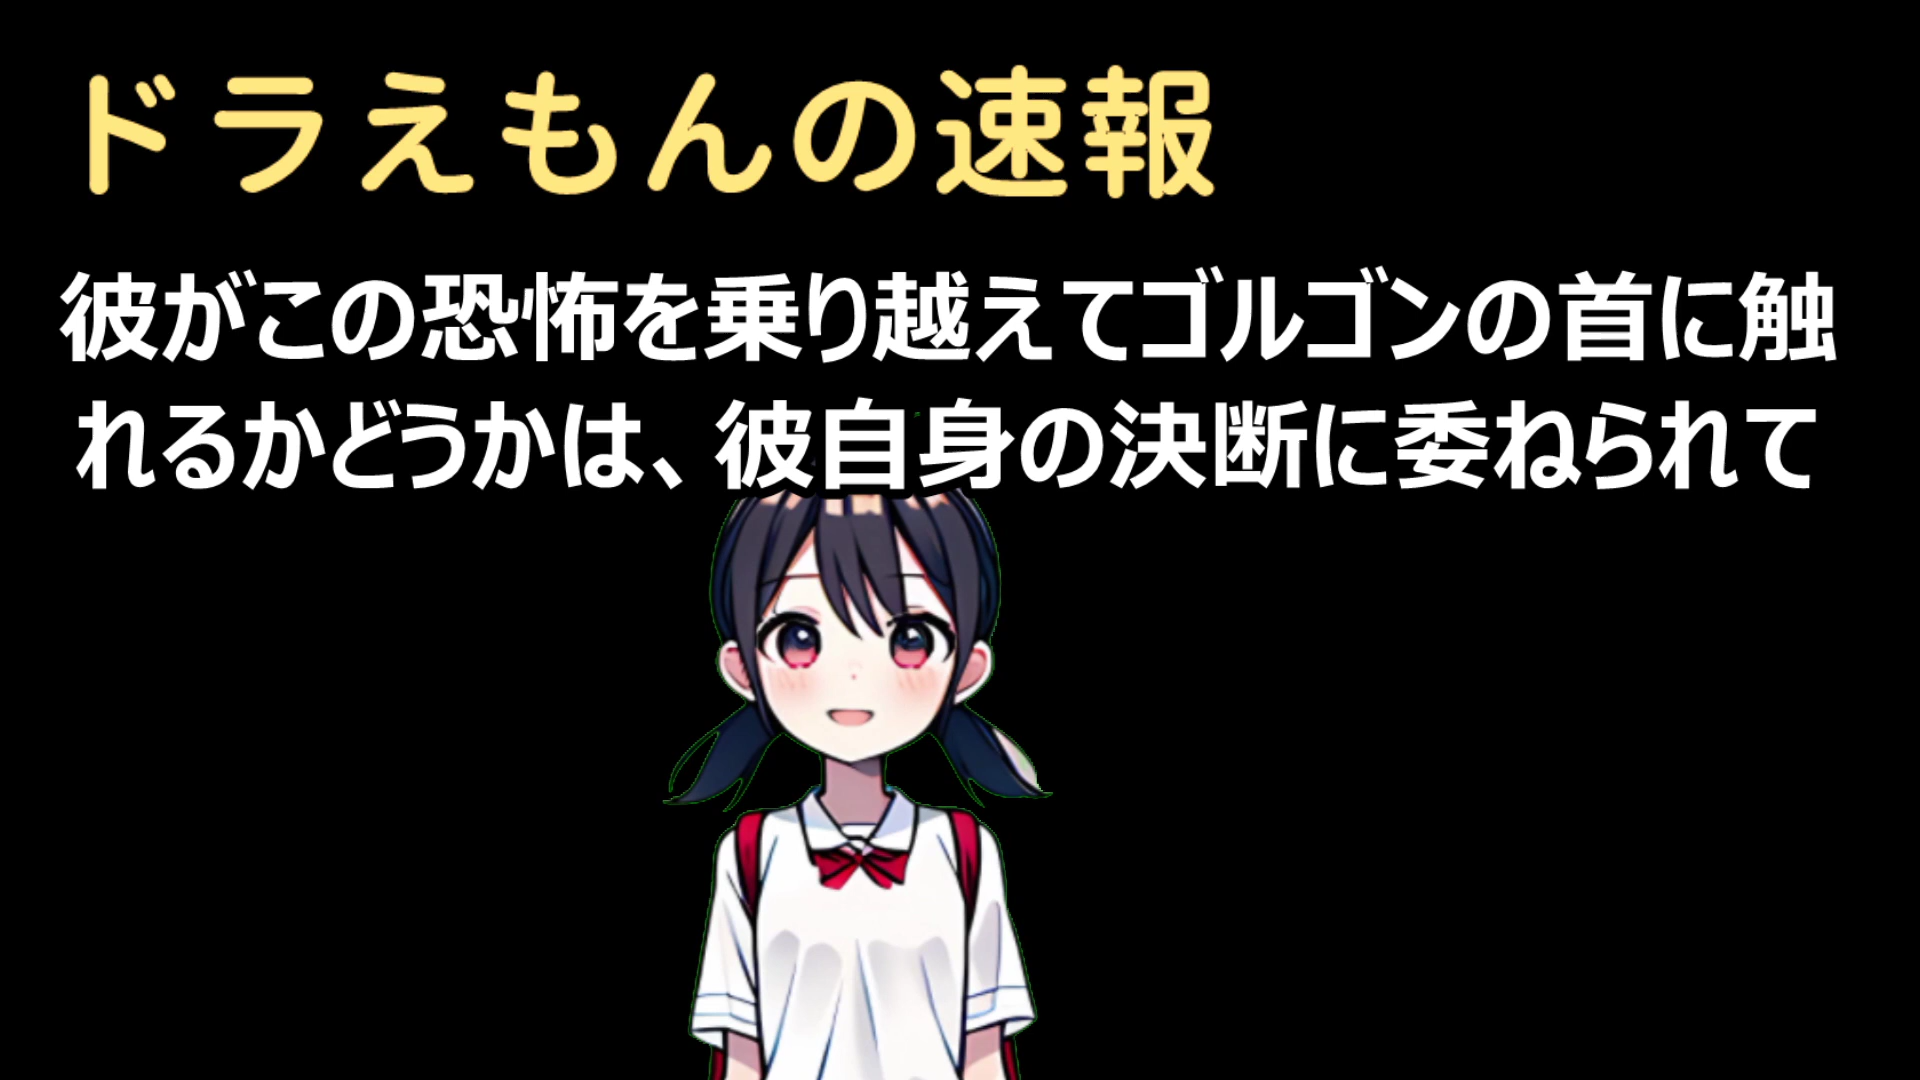 ドラえもんの速報
彼がこの恐怖を乗り越えてゴルゴンの首に触
れるかどうかは、彼自身の決断に委ねられて